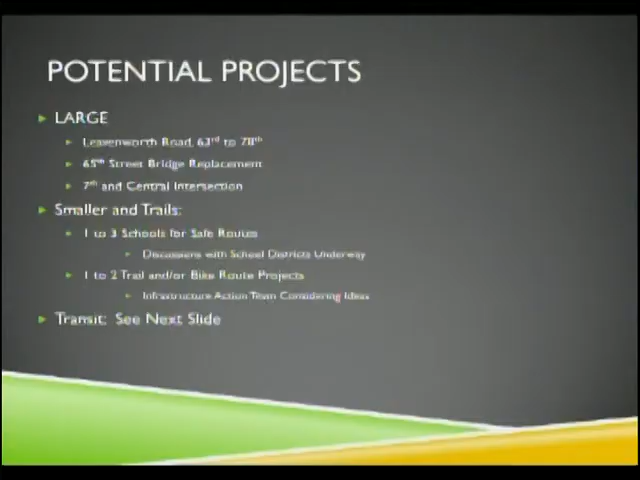 POTENTIAL PROJECTS
LARGE
Leavenworth Road, 63rd to 78th
65th Street Bridge Replacement
7th and Central Intersection
Smaller and Trails:
1 to 3 Schools for Safe Routes
Discussions with School Districts Underway
1 to 2 Trail and/or Bike Route Projects
Infrastructure Action Team Considering Ideas
Transit: See Next Slide